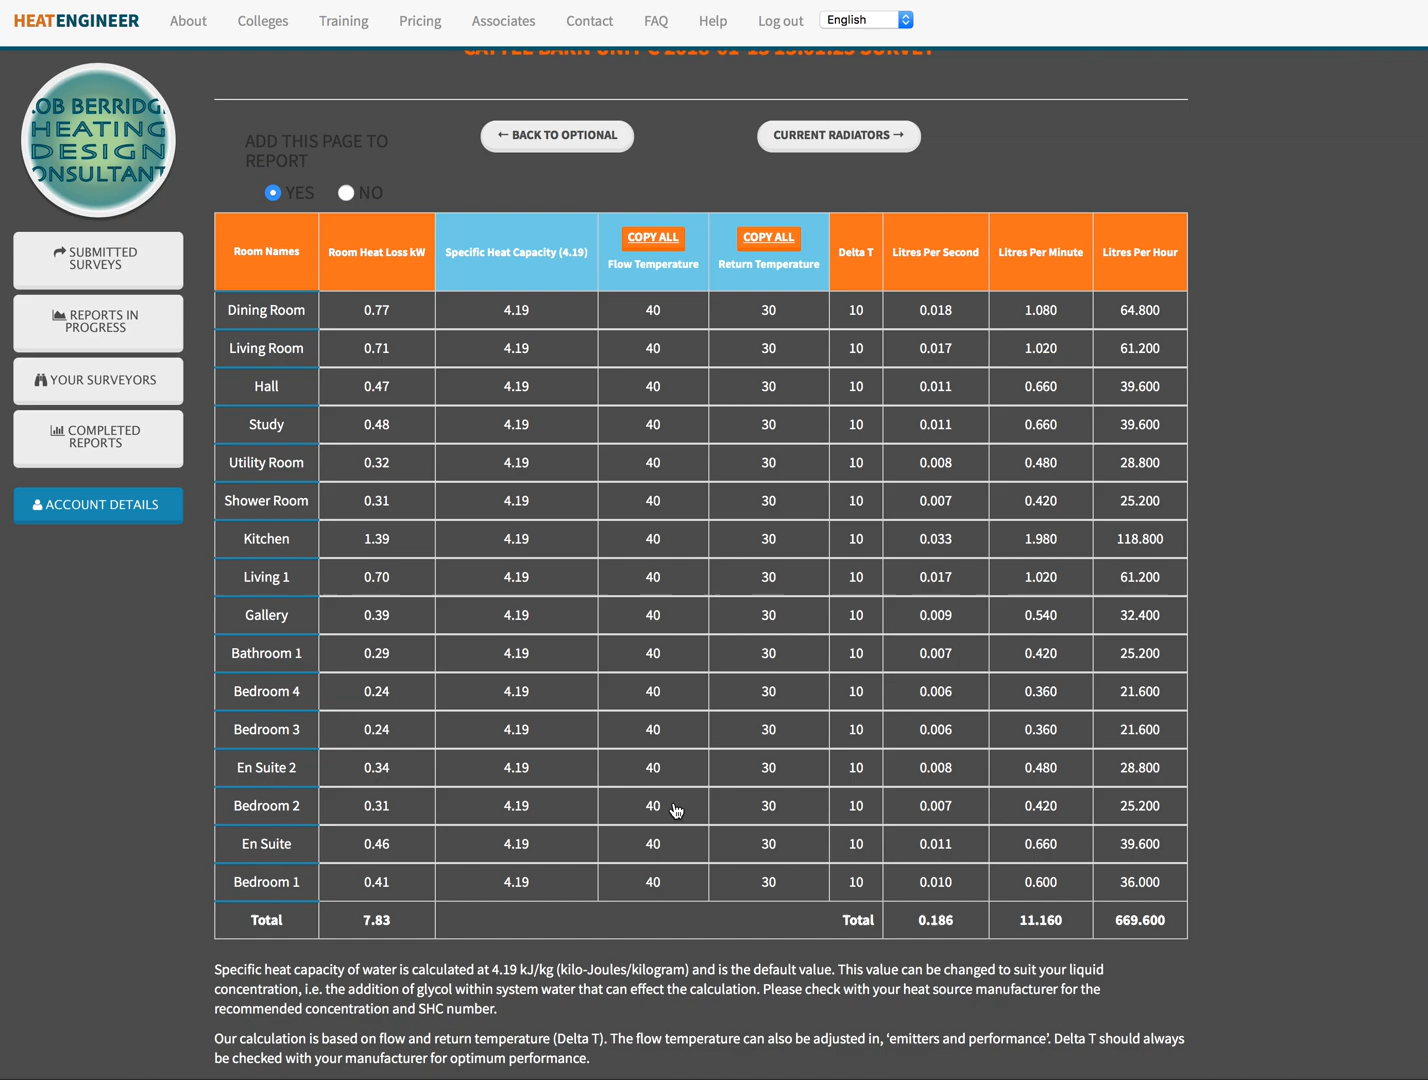 HEATENGINEER About Colleges Training Pricing Associates Contact FAQ Help Log out English
OB BERRIDG
HEATING
DESIGN
ONSULTANT
SUBMITTED
SURVEYS
REPORTS IN
PROGRESS
YOUR SURVEYORS
COMPLETED
REPORTS
ACCOUNT DETAILS
ADD THIS PAGE TO
REPORT
YES NO
← BACK TO OPTIONAL
CURRENT RADIATORS →
Room Names Room Heat Loss kW Specific Heat Capacity (4.19) COPY ALL Flow Temperature COPY ALL Return Temperature Delta T Litres Per Second Litres Per Minute Litres Per Hour
Dining Room 0.77 4.19 40 30 10 0.018 1.080 64.800
Living Room 0.71 4.19 40 30 10 0.017 1.020 61.200
Hall 0.47 4.19 40 30 10 0.011 0.660 39.600
Study 0.48 4.19 40 30 10 0.011 0.660 39.600
Utility Room 0.32 4.19 40 30 10 0.008 0.480 28.800
Shower Room 0.31 4.19 40 30 10 0.007 0.420 25.200
Kitchen 1.39 4.19 40 30 10 0.033 1.980 118.800
Living 1 0.70 4.19 40 30 10 0.017 1.020 61.200
Gallery 0.39 4.19 40 30 10 0.009 0.540 32.400
Bathroom 1 0.29 4.19 40 30 10 0.007 0.420 25.200
Bedroom 4 0.24 4.19 40 30 10 0.006 0.360 21.600
Bedroom 3 0.24 4.19 40 30 10 0.006 0.360 21.600
En Suite 2 0.34 4.19 40 30 10 0.008 0.480 28.800
Bedroom 2 0.31 4.19 40 30 10 0.007 0.420 25.200
En Suite 0.46 4.19 40 30 10 0.011 0.660 39.600
Bedroom 1 0.41 4.19 40 30 10 0.010 0.600 36.000
Total 7.83 Total 0.186 11.160 669.600
Specific heat capacity of water is calculated at 4.19 kJ/kg (kilo-Joules/kilogram) and is the default value. This value can be changed to suit your liquid
concentration, i.e. the addition of glycol within system water that can effect the calculation. Please check with your heat source manufacturer for the
recommended concentration and SHC number.
Our calculation is based on flow and return temperature (Delta T). The flow temperature can also be adjusted in, ‘emitters and performance’. Delta T should always
be checked with your manufacturer for optimum performance.